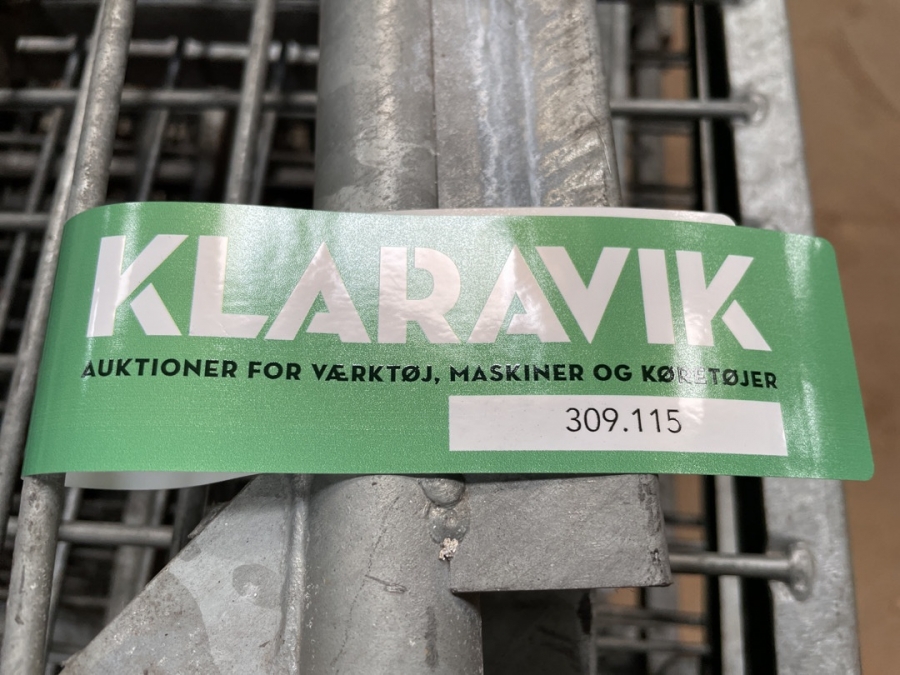 KLARAVIK
AUKTIONER FOR VÆRKTØJ, MASKINER OG KØRETØJER
309.115